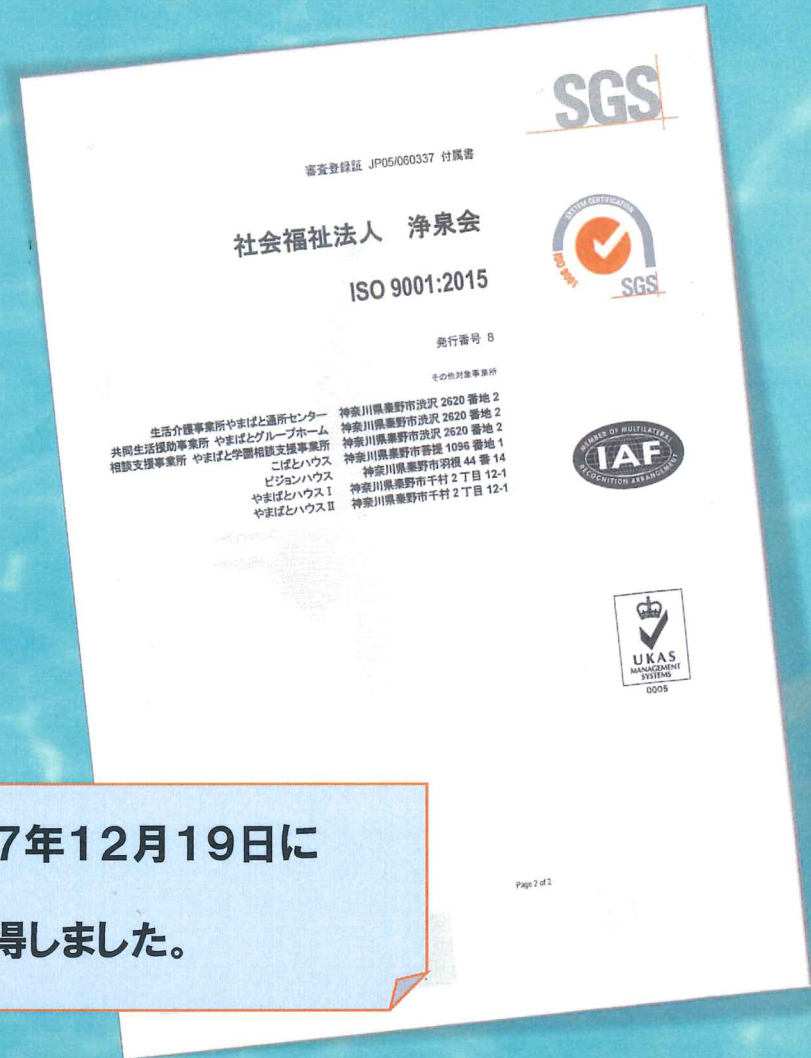 SGS
審査登録証 JP05/060337 付属書
社会福祉法人 浄泉会
ISO 9001:2015
SYSTEM CERTIFICATION
ISO 9001
SGS
発行番号 8
その他対象事業所
生活介護事業所やまばと通所センター 神奈川県秦野市渋沢 2620 番地 2
共同生活援助事業所 やまばとグループホーム 神奈川県秦野市渋沢 2620 番地 2
相談支援事業所 やまばと学園相談支援事業所 神奈川県秦野市渋沢 2620 番地 2
こばとハウス 神奈川県秦野市菩提 1096 番地 1
ピジョンハウス 神奈川県秦野市羽根 44 番 14
やまばとハウス I 神奈川県秦野市千村 2 丁目 12-1
やまばとハウス II 神奈川県秦野市千村 2 丁目 12-1
MEMBER OF MULTILATERAL
IAF
RECOGNITION ARRANGEMENT
UKAS
MANAGEMENT
SYSTEMS
0005
7年12月19日に
得しました。
Page 2 of 2